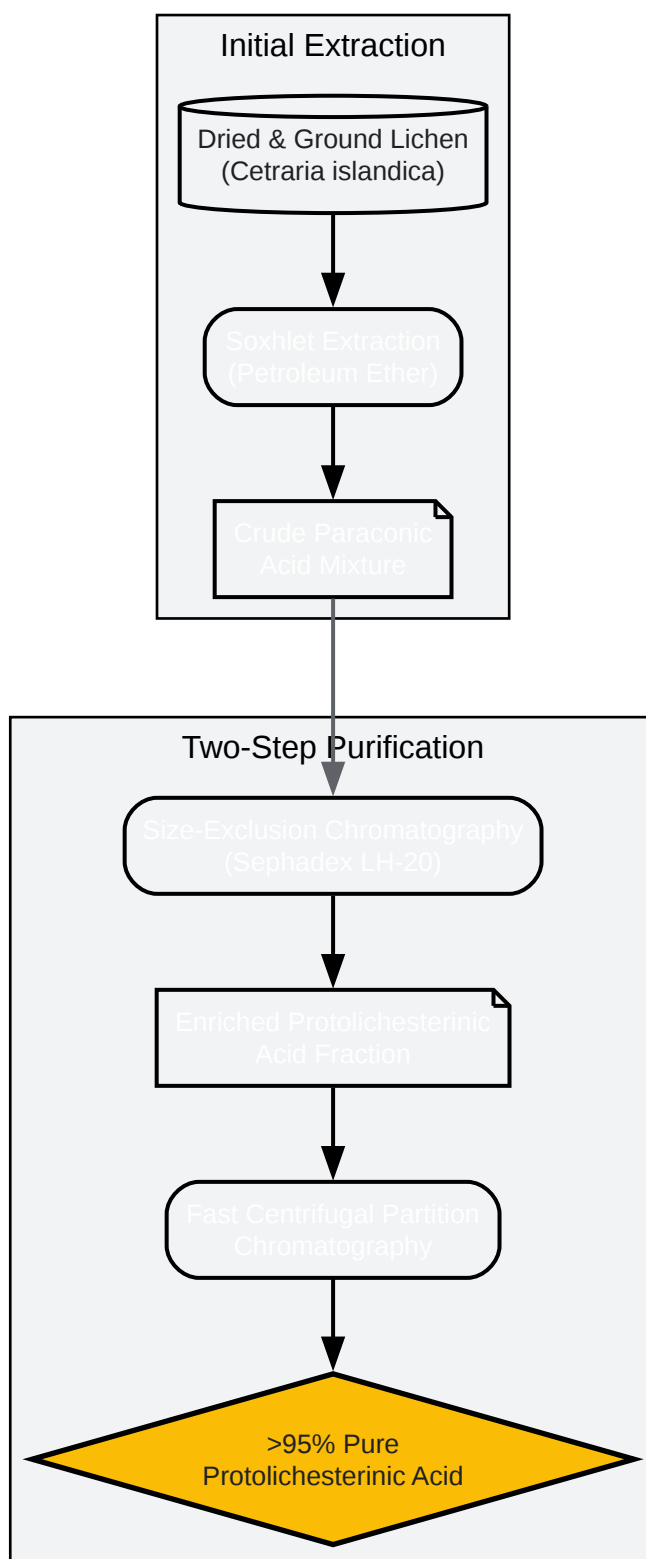 Initial Extraction
Dried & Ground Lichen
(Cetraria islandica)
Soxhlet Extraction
(Petroleum Ether)
Crude Paraconic
Acid Mixture
Two-Step Purification
Size-Exclusion Chromatography
(Sephadex LH-20)
Enriched Protolichesterinic
Acid Fraction
Fast Centrifugal Partition
Chromatography
>95% Pure
Protolichesterinic Acid